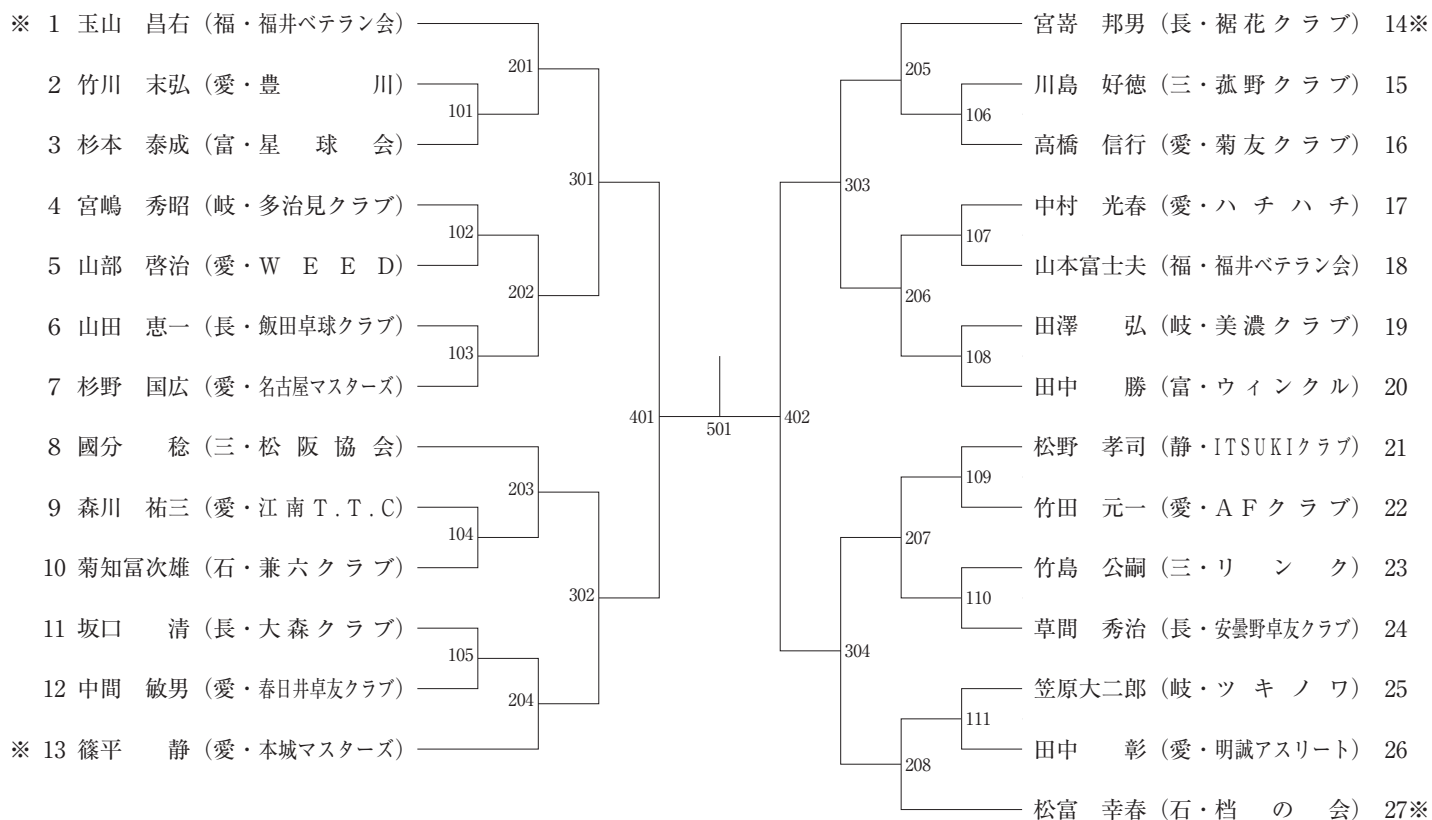 ※ 1 玉山 昌右 (福・福井ベテラン会)
2 竹川 末弘 (愛・豊川)
3 杉本 泰成 (富・星球会)
4 宮嶋 秀昭 (岐・多治見クラブ)
5 山部 啓治 (愛・WEED)
6 山田 恵一 (長・飯田卓球クラブ)
7 杉野 国広 (愛・名古屋マスターズ)
8 國分 稔 (三・松阪協会)
9 森川 祐三 (愛・江南T.T.C)
10 菊知冨次雄 (石・兼六クラブ)
11 坂口 清 (長・大森クラブ)
12 中間 敏男 (愛・春日井卓友クラブ)
※ 13 篠平 静 (愛・本城マスターズ)
101
102
103
104
105
201
202
203
204
301
302
401
501
402
303
304
205
206
207
208
106
107
108
109
110
111
宮嵜 邦男 (長・裾花クラブ) 14※
川島 好徳 (三・菰野クラブ) 15
高橋 信行 (愛・菊友クラブ) 16
中村 光春 (愛・ハチハチ) 17
山本富士夫 (福・福井ベテラン会) 18
田澤 弘 (岐・美濃クラブ) 19
田中 勝 (富・ウィンクル) 20
松野 孝司 (静・ITSUKIクラブ) 21
竹田 元一 (愛・AFクラブ) 22
竹島 公嗣 (三・リンク) 23
草間 秀治 (長・安曇野卓友クラブ) 24
笠原大二郎 (岐・ツキノワ) 25
田中 彰 (愛・明誠アスリート) 26
松富 幸春 (石・档の会) 27※